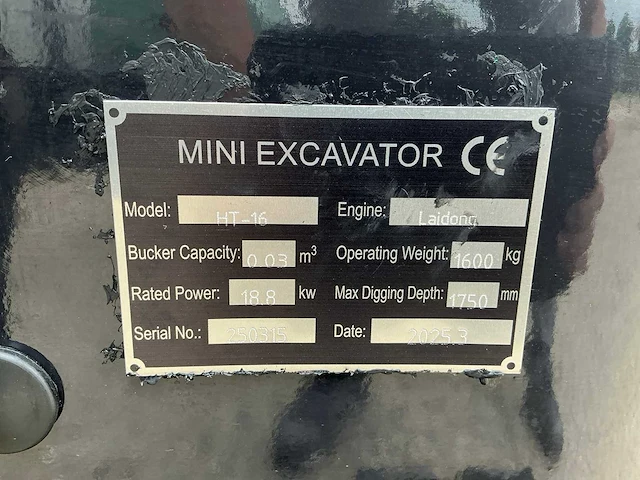 MINI EXCAVATOR CE
Model: HT-16 Engine: Laidong
Bucker Capacity: 0.03 m³ Operating Weight: 1600 kg
Rated Power: 18.8 kw Max Digging Depth: 1750 mm
Serial No.: 250315 Date: 2025.3